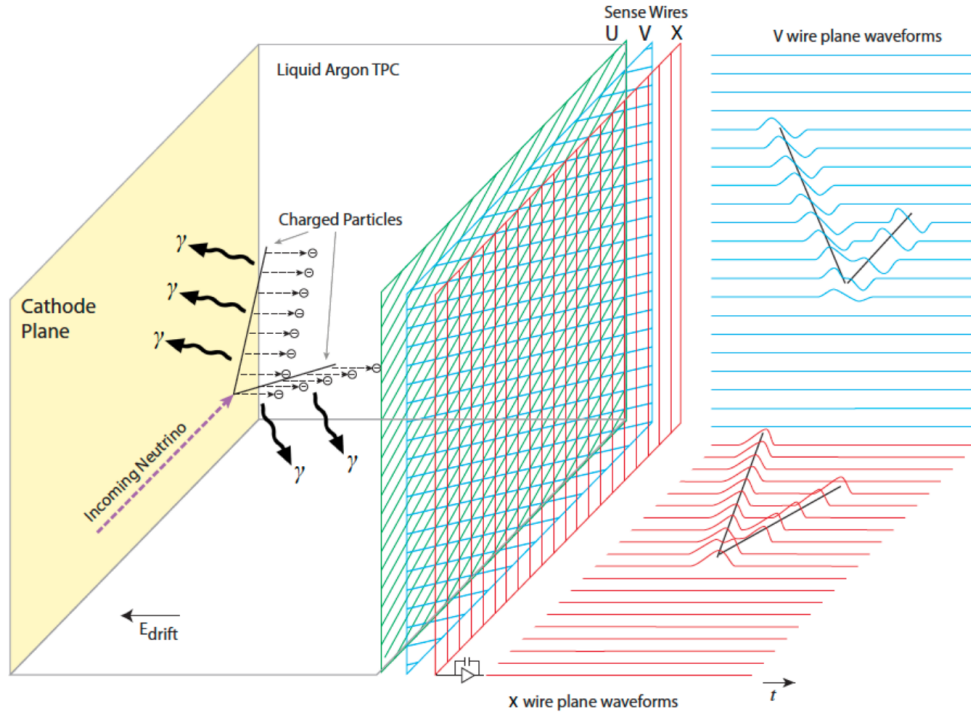 Sense Wires
U V X
V wire plane waveforms
Liquid Argon TPC
Charged Particles
γ
γ
γ
Cathode
Plane
Incoming Neutrino
γ
γ
Edrift
t
X wire plane waveforms